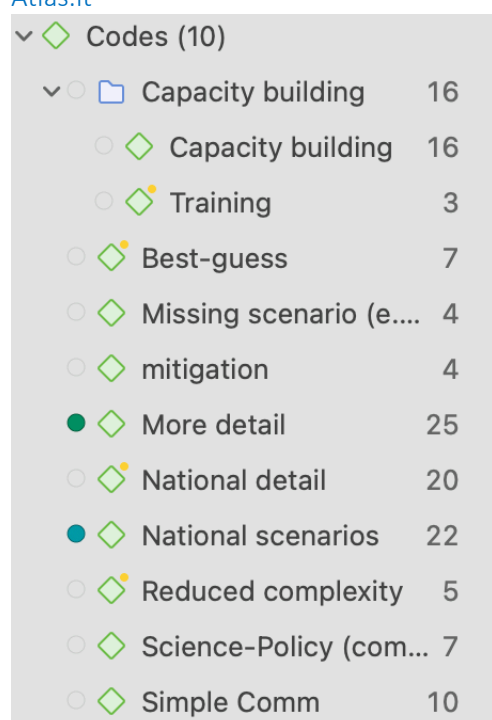 Atlas.ti
Codes (10)
Capacity building 16
Capacity building 16
Training 3
Best-guess 7
Missing scenario (e.... 4
mitigation 4
More detail 25
National detail 20
National scenarios 22
Reduced complexity 5
Science-Policy (com... 7
Simple Comm 10